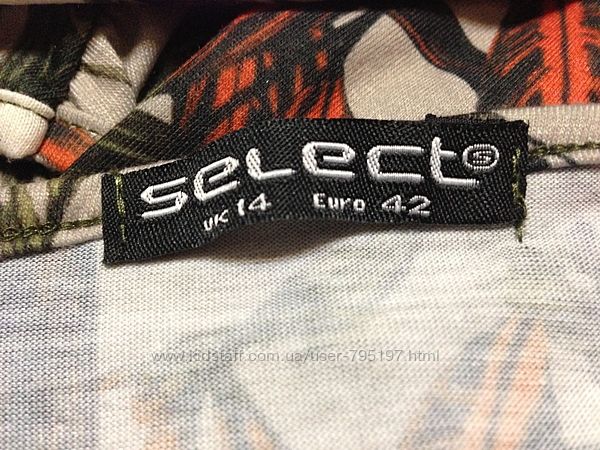 select S
UK 14 Euro 42
www.kidstaff.com.ua/user-795197.html